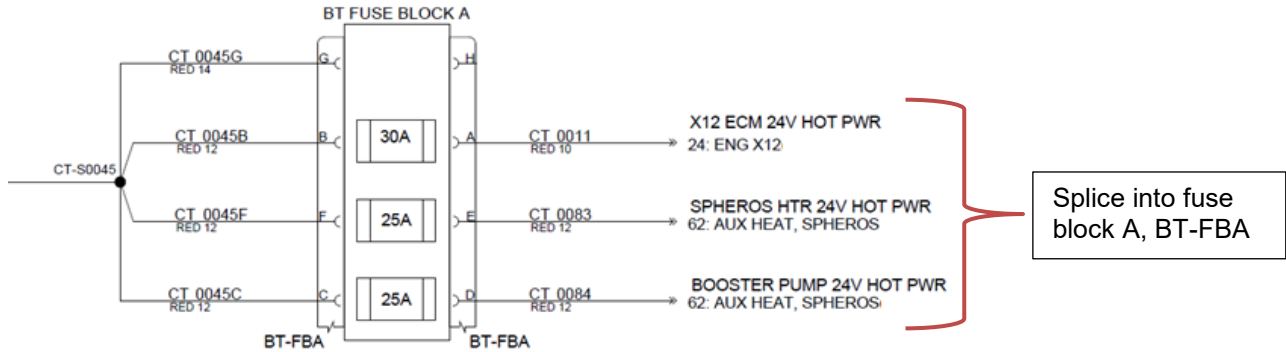 BT FUSE BLOCK A
CT 0045G
RED 14
G
H
CT 0045B
RED 12
B
30A
A
CT 0011
RED 10
X12 ECM 24V HOT PWR
24: ENG X12
CT-S0045
CT 0045F
RED 12
F
25A
E
CT 0083
RED 12
SPHEROS HTR 24V HOT PWR
62: AUX HEAT, SPHEROS
Splice into fuse
block A, BT-FBA
CT 0045C
RED 12
C
25A
D
CT 0084
RED 12
BOOSTER PUMP 24V HOT PWR
62: AUX HEAT, SPHEROS
BT-FBA
BT-FBA